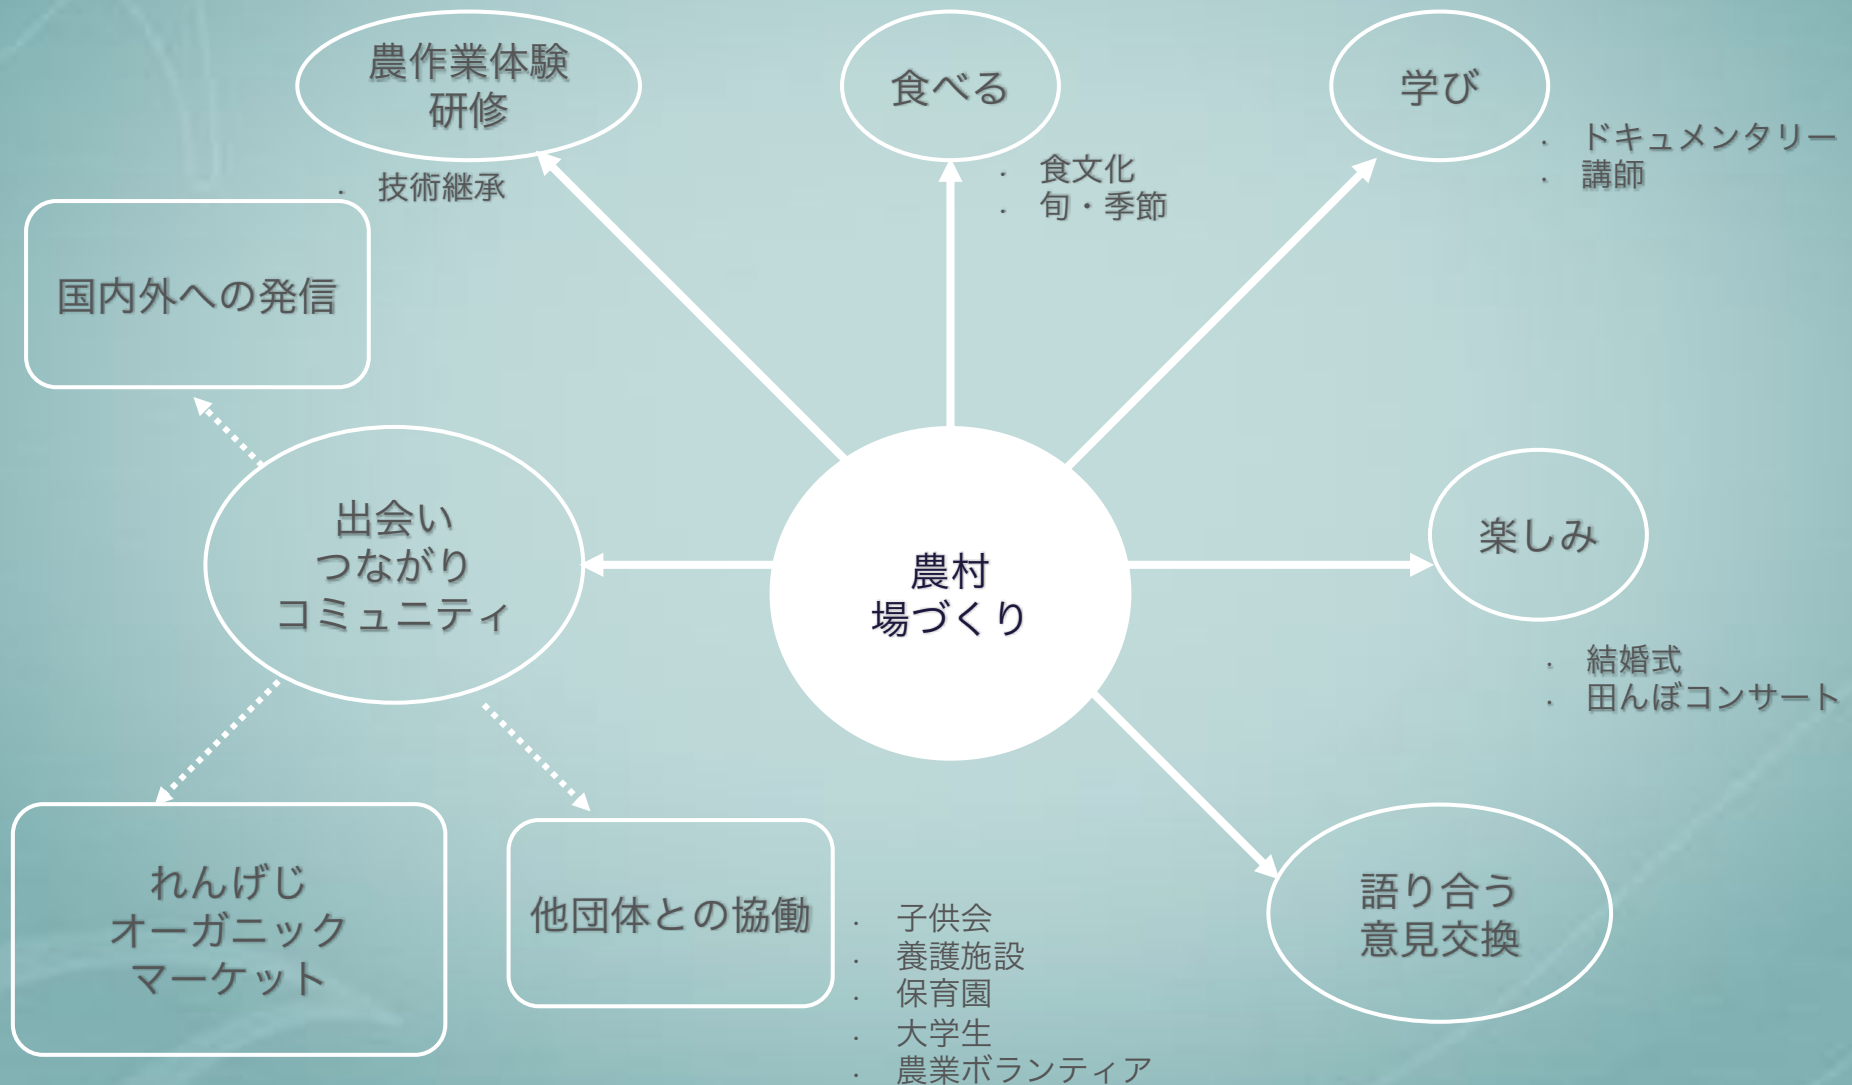 農作業体験
研修
・ 技術継承
食べる
・ 食文化
・ 旬・季節
学び
・ ドキュメンタリー
・ 講師
国内外への発信
出会い
つながり
コミュニティ
農村
場づくり
楽しみ
・ 結婚式
・ 田んぼコンサート
れんげじ
オーガニック
マーケット
他団体との協働
・ 子供会
・ 養護施設
・ 保育園
・ 大学生
・ 農業ボランティア
語り合う
意見交換